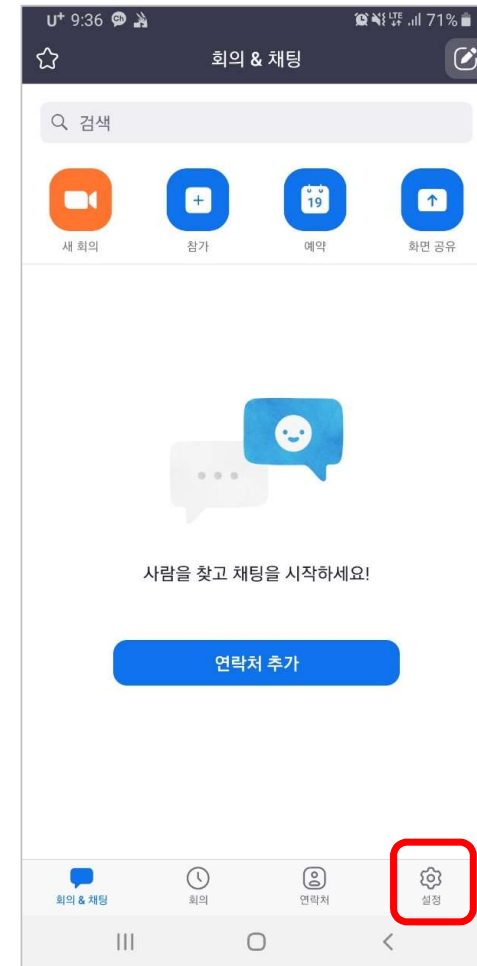 U⁺ 9:36 LTE 71%
회의 & 채팅
검색
19
새 회의 참가 예약 화면 공유
사람을 찾고 채팅을 시작하세요!
연락처 추가
회의 & 채팅 회의 연락처 설정